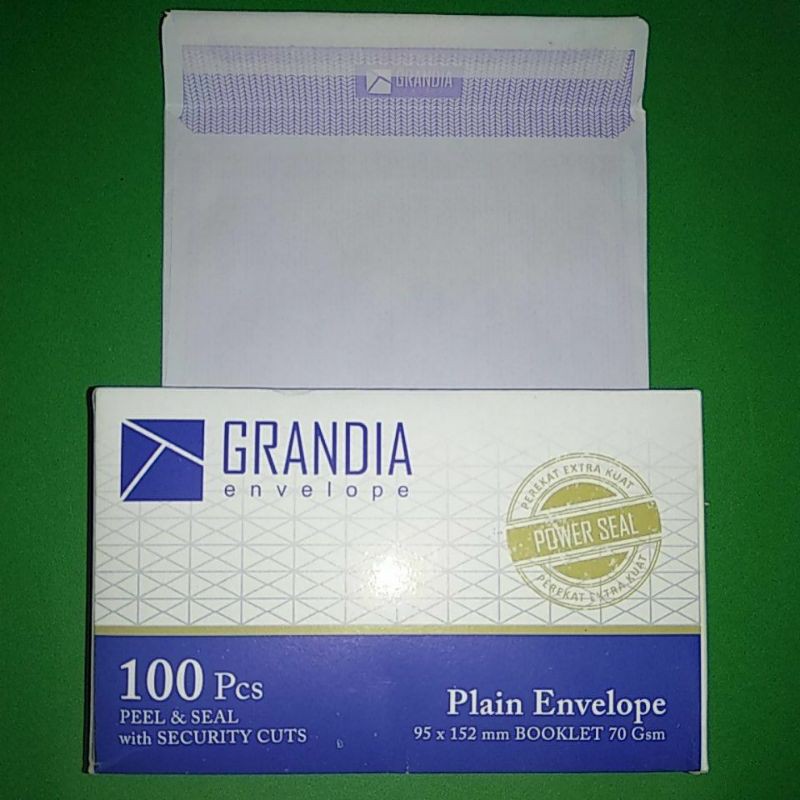 GRANDIA
GRANDIA
envelope
PEREKAT EXTRA KUAT
POWER SEAL
PEREKAT EXTRA KUAT
100 Pcs
PEEL & SEAL
with SECURITY CUTS
Plain Envelope
95 x 152 mm BOOKLET 70 Gsm